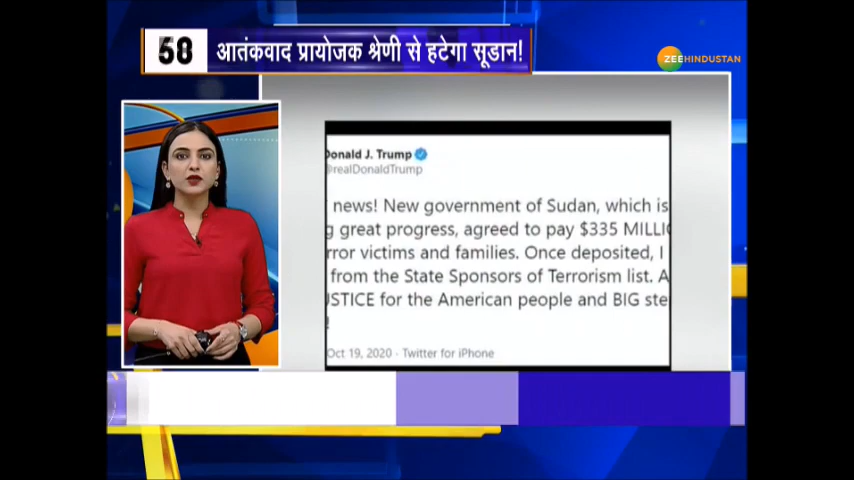 58 आतंकवाद प्रायोजक श्रेणी से हटेगा सूडान!
ZEEHINDUSTAN
Donald J. Trump
@realDonaldTrump
news! New government of Sudan, which is
g great progress, agreed to pay $335 MILLI
rror victims and families. Once deposited, I
from the State Sponsors of Terrorism list. A
USTICE for the American people and BIG ste
!
Oct 19, 2020 · Twitter for iPhone